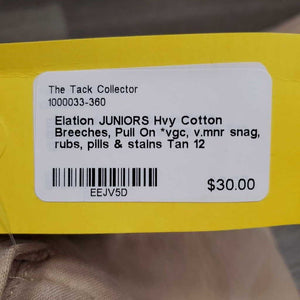 The Tack Collector
1000033-360
Elation JUNIORS Hvy Cotton
Breeches, Pull On *vgc, v.mnr snag,
rubs, pills & stains Tan 12
EEJV5D
$30.00